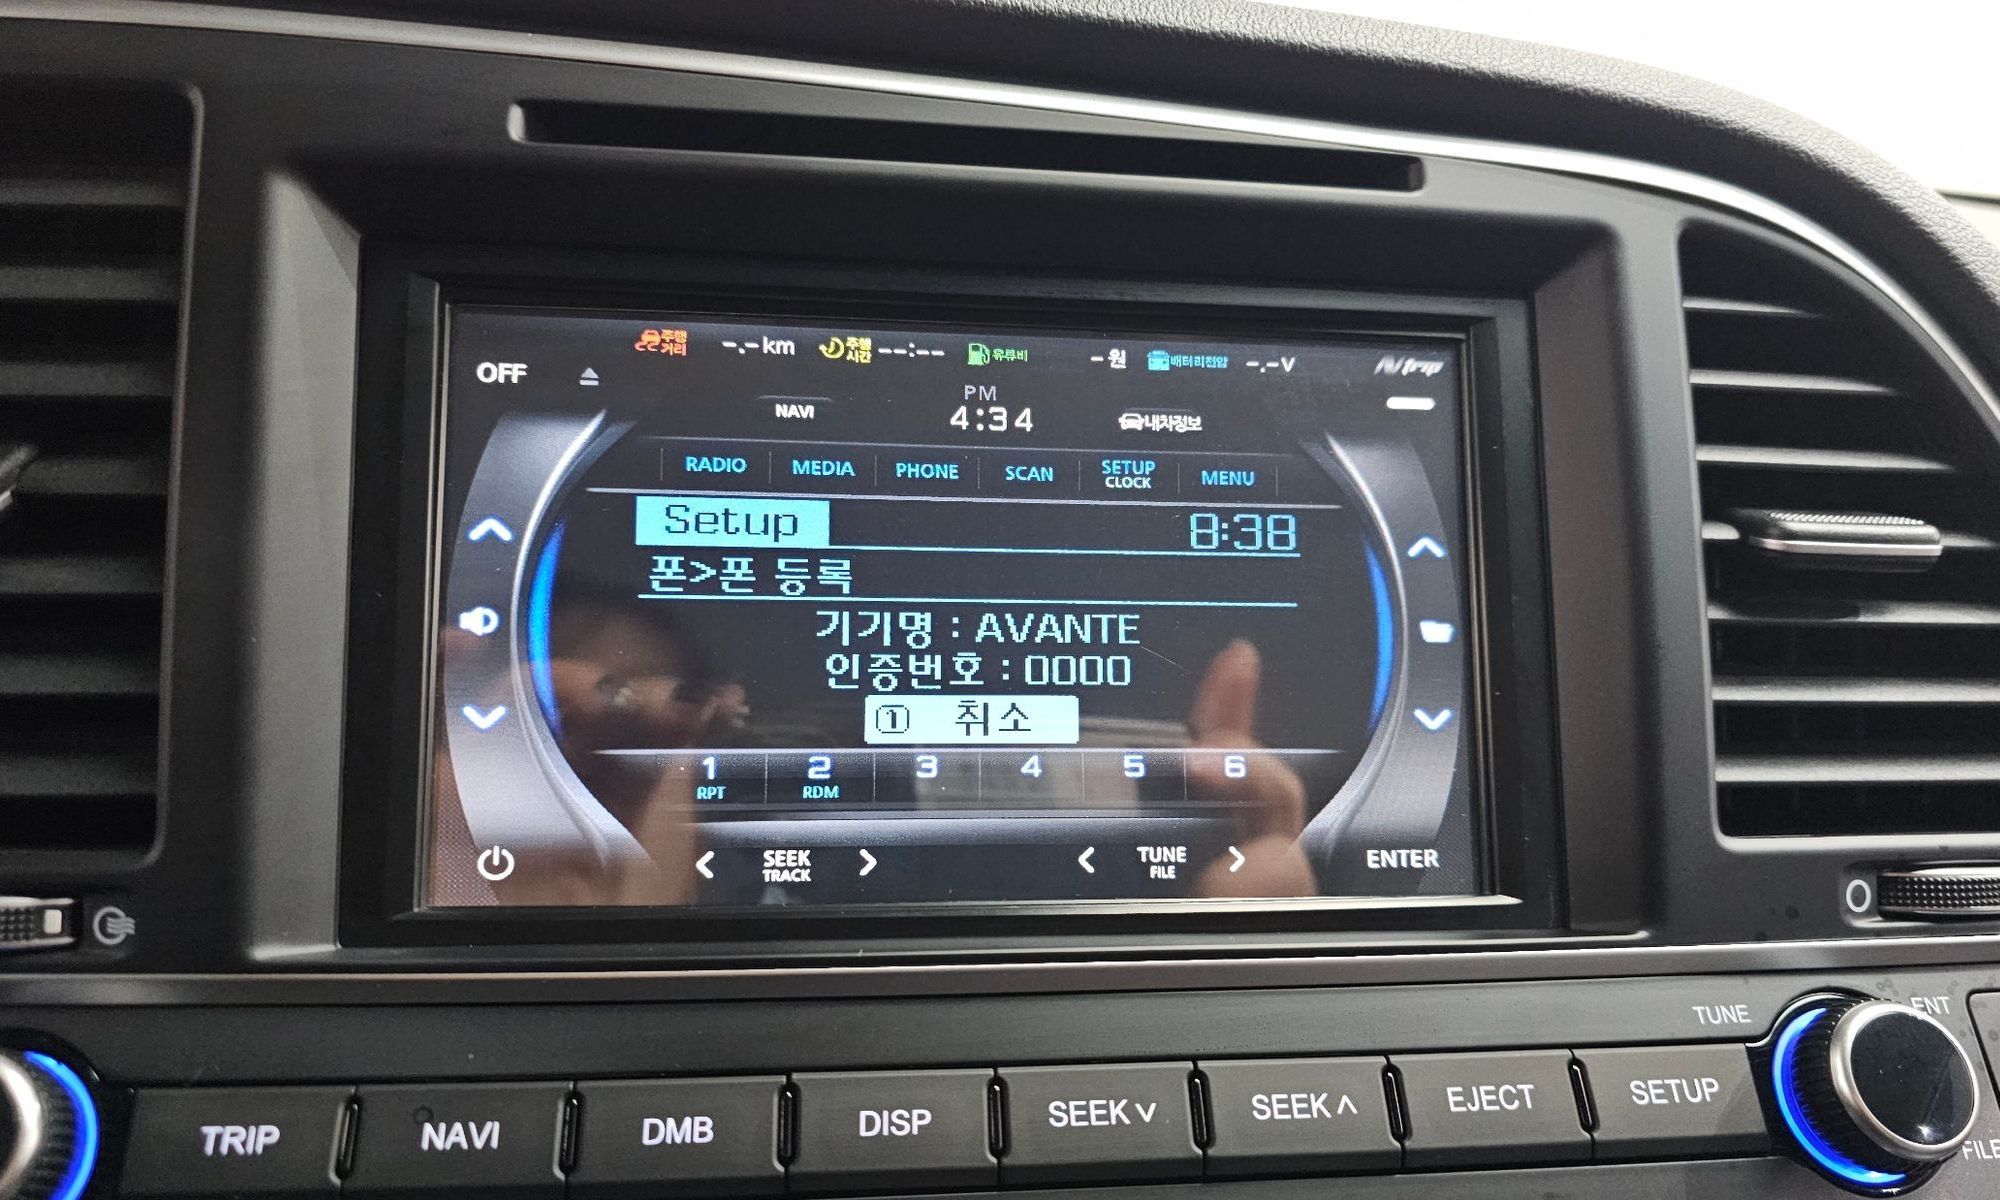 주행거리 -.-km 주행시간 --:-- 유류비 -원 배터리전압 -.-V AVtrip
OFF
PM
NAVI 4:34 내차정보
RADIO MEDIA PHONE SCAN SETUP CLOCK MENU
Setup 8:38
폰>폰 등록
기기명 : AVANTE
인증번호 : 0000
① 취소
1 2 3 4 5 6
RPT RDM
< SEEK TRACK > < TUNE FILE > ENTER
TUNE ENT
TRIP NAVI DMB DISP SEEK∨ SEEK∧ EJECT SETUP
FILE